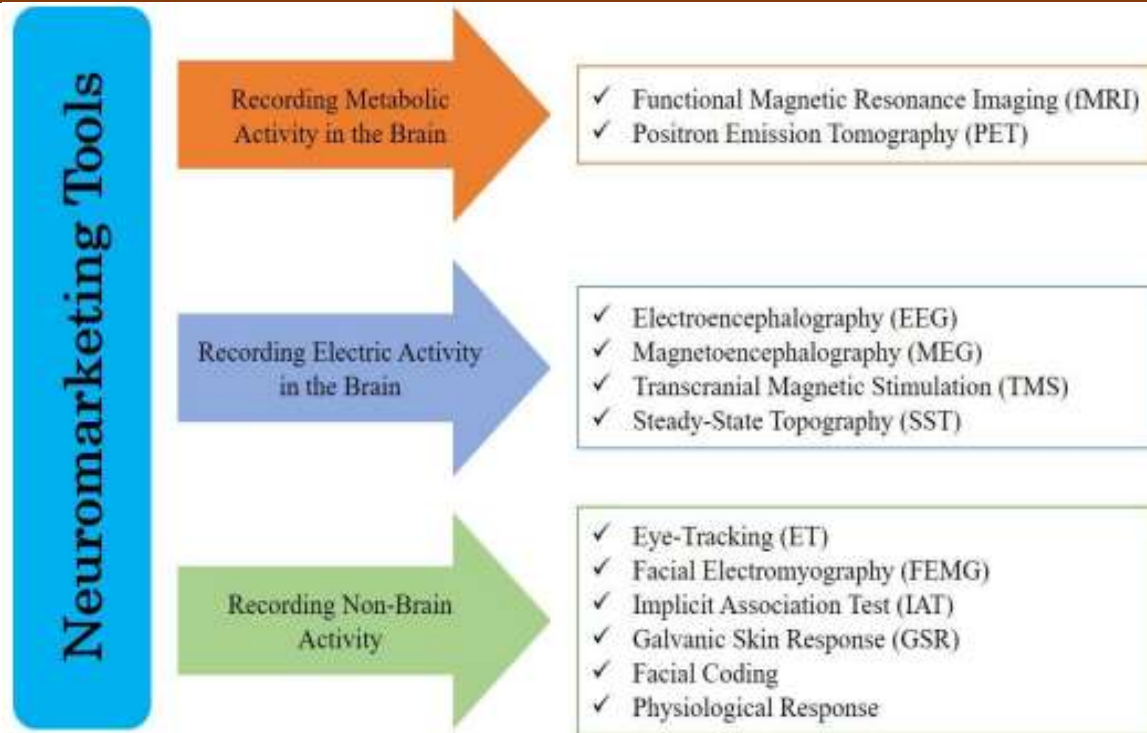 Neuromarketing Tools
Recording Metabolic
Activity in the Brain
✓ Functional Magnetic Resonance Imaging (fMRI)
✓ Positron Emission Tomography (PET)
Recording Electric Activity
in the Brain
✓ Electroencephalography (EEG)
✓ Magnetoencephalography (MEG)
✓ Transcranial Magnetic Stimulation (TMS)
✓ Steady-State Topography (SST)
Recording Non-Brain
Activity
✓ Eye-Tracking (ET)
✓ Facial Electromyography (FEMG)
✓ Implicit Association Test (IAT)
✓ Galvanic Skin Response (GSR)
✓ Facial Coding
✓ Physiological Response